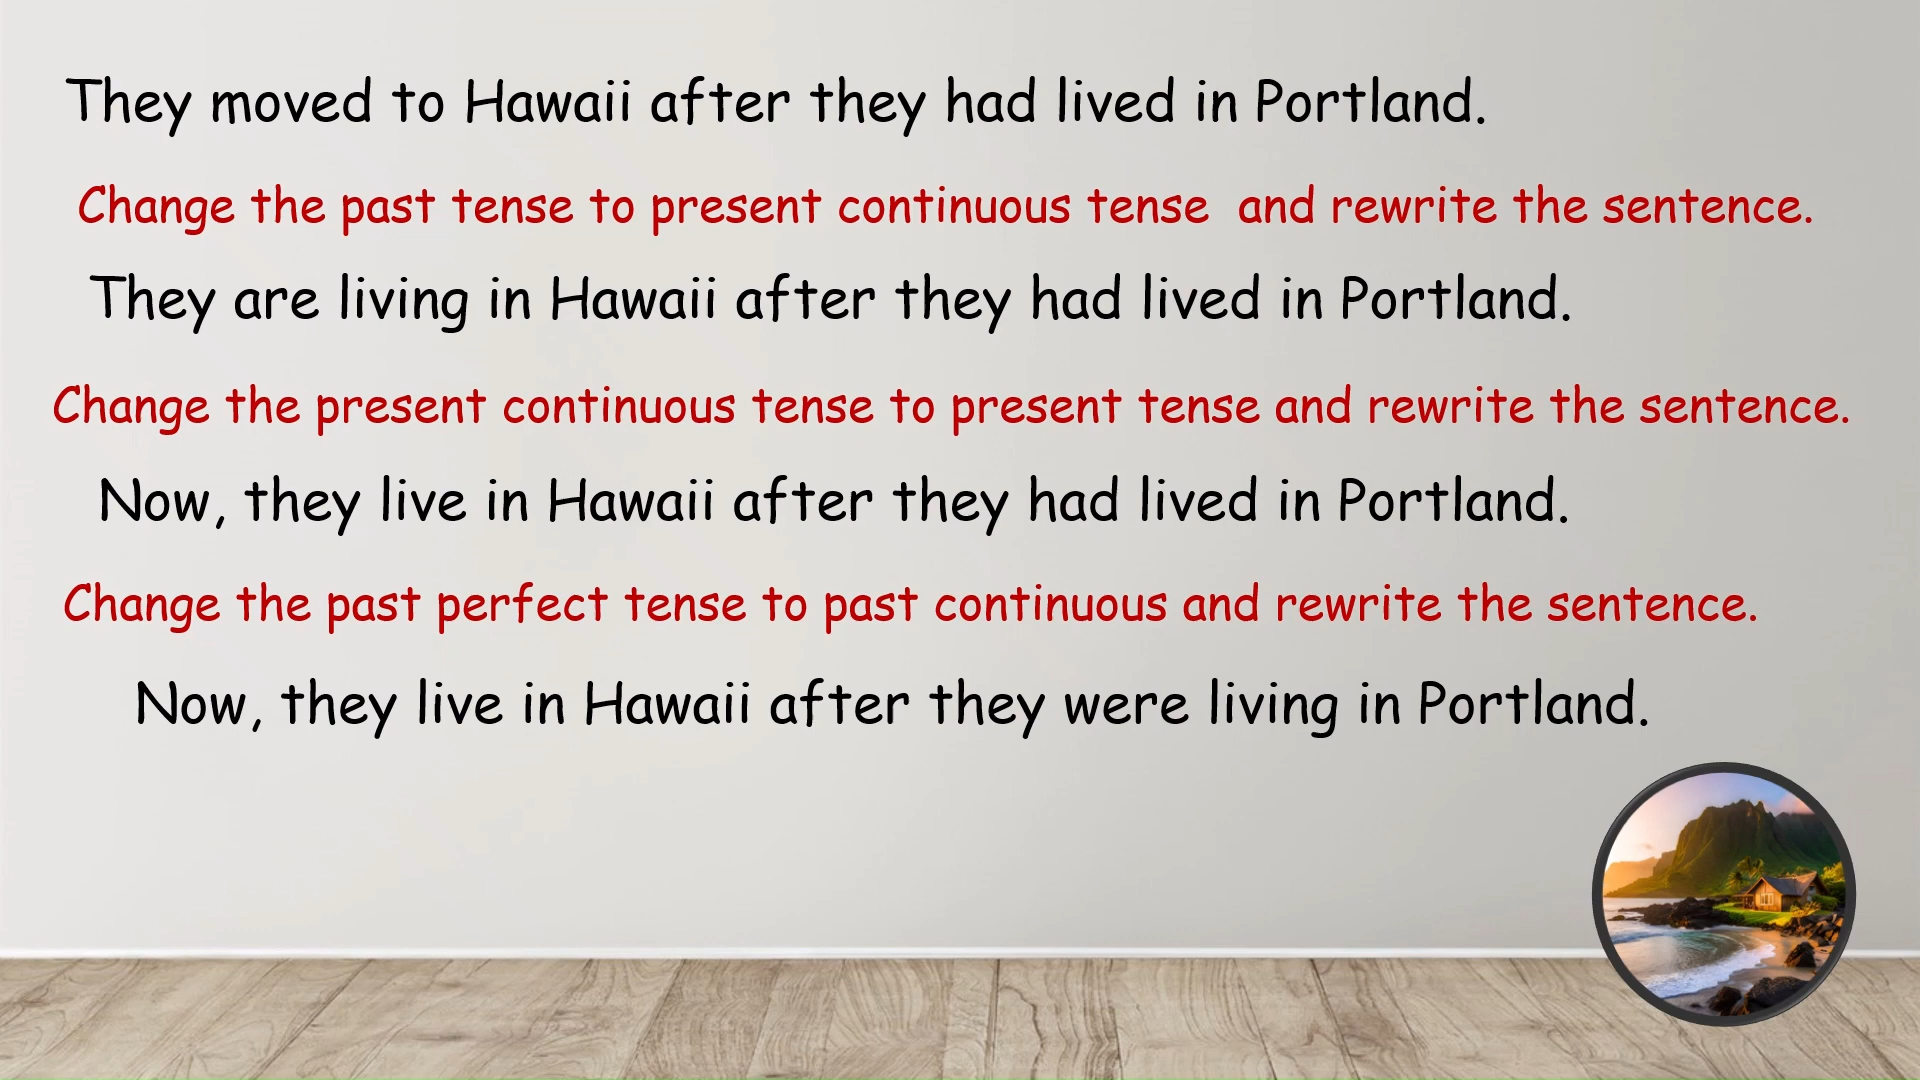 They moved to Hawaii after they had lived in Portland.
Change the past tense to present continuous tense  and rewrite the sentence.
They are living in Hawaii after they had lived in Portland.
Change the present continuous tense to present tense and rewrite the sentence.
Now, they live in Hawaii after they had lived in Portland.
Change the past perfect tense to past continuous and rewrite the sentence.
Now, they live in Hawaii after they were living in Portland.